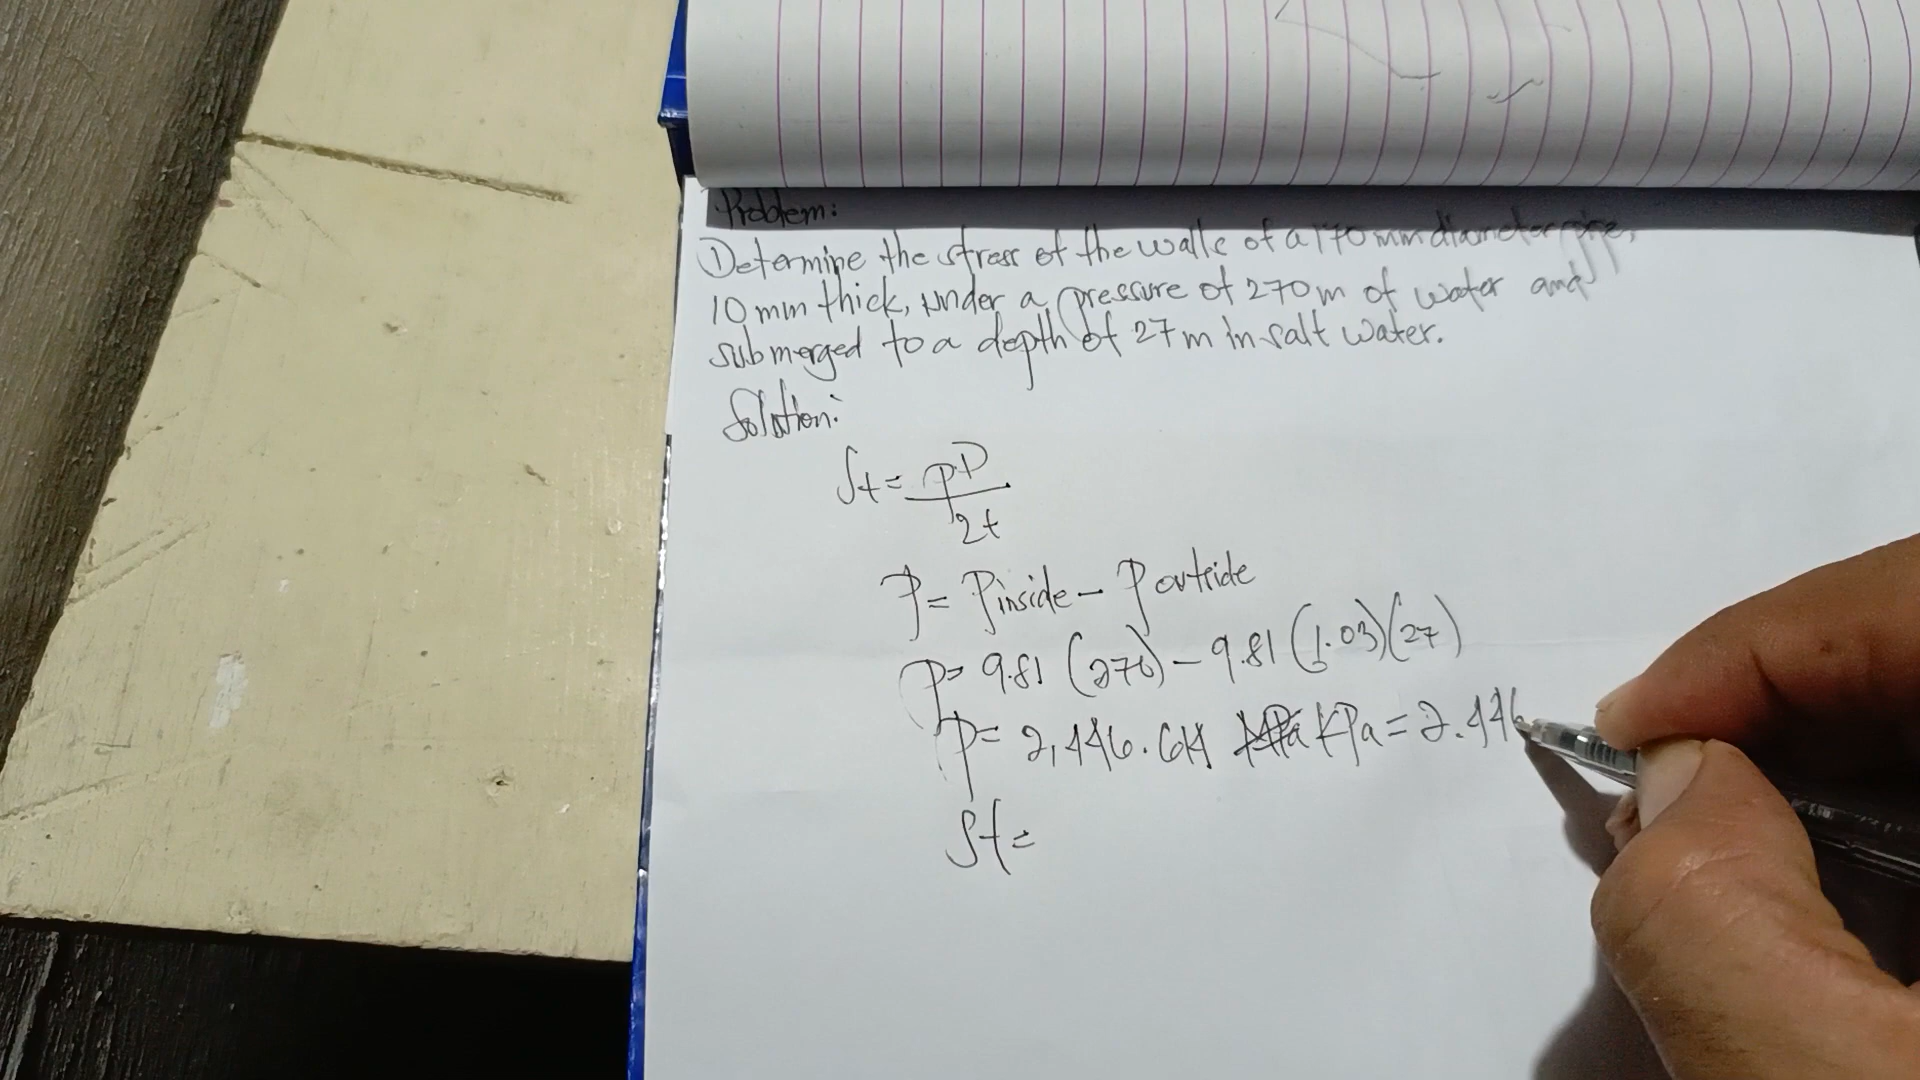 Problem:
① Determine the stress of the walls of a 170 mm diameter pipe,
10 mm thick, under a pressure of 270 m of water and
submerged to a depth of 27 m in salt water.
Solution:
St = pD
2t
P = Pinside - Poutside
P = 9.81 (270) - 9.81 (1.03)(27)
P = 2,446. kPa = 2.446
St =